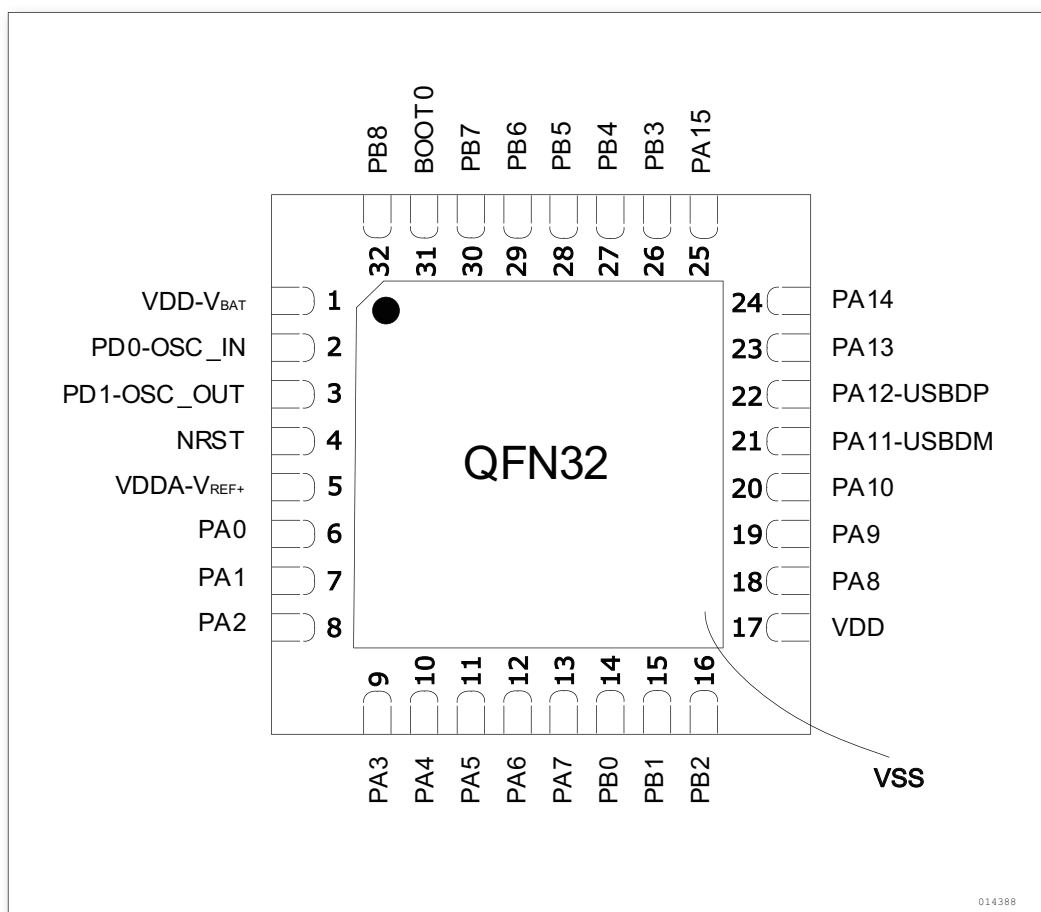 PB8
BOOT0
PB7
PB6
PB5
PB4
PB3
PA15
32
31
30
29
28
27
26
25
VDD-VBAT 1
PD0-OSC_IN 2
PD1-OSC_OUT 3
NRST 4
VDDA-VREF+ 5
PA0 6
PA1 7
PA2 8
QFN32
24 PA14
23 PA13
22 PA12-USBDP
21 PA11-USBDM
20 PA10
19 PA9
18 PA8
17 VDD
9
10
11
12
13
14
15
16
PA3
PA4
PA5
PA6
PA7
PB0
PB1
PB2
VSS
014388